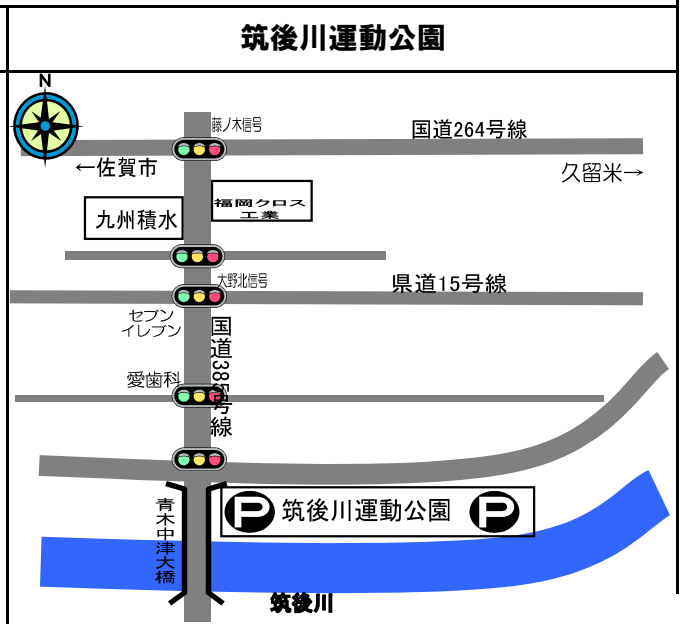 筑後川運動公園
N
藤ノ木信号
国道264号線
←佐賀市
久留米→
九州積水
福岡クロス
工業
大野北信号
県道15号線
セブン
イレブン
国道385号線
愛歯科
P 筑後川運動公園 P
青木中津大橋
筑後川